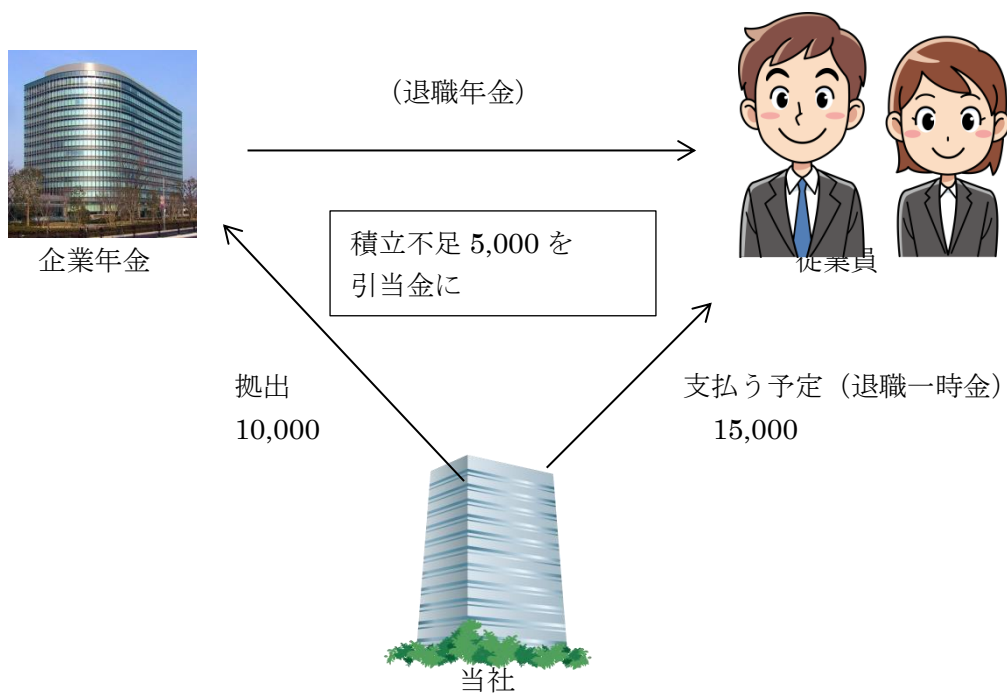 （退職年金）
企業年金
従業員
積立不足 5,000 を
引当金に
拠出
10,000
支払う予定（退職一時金）
15,000
当社